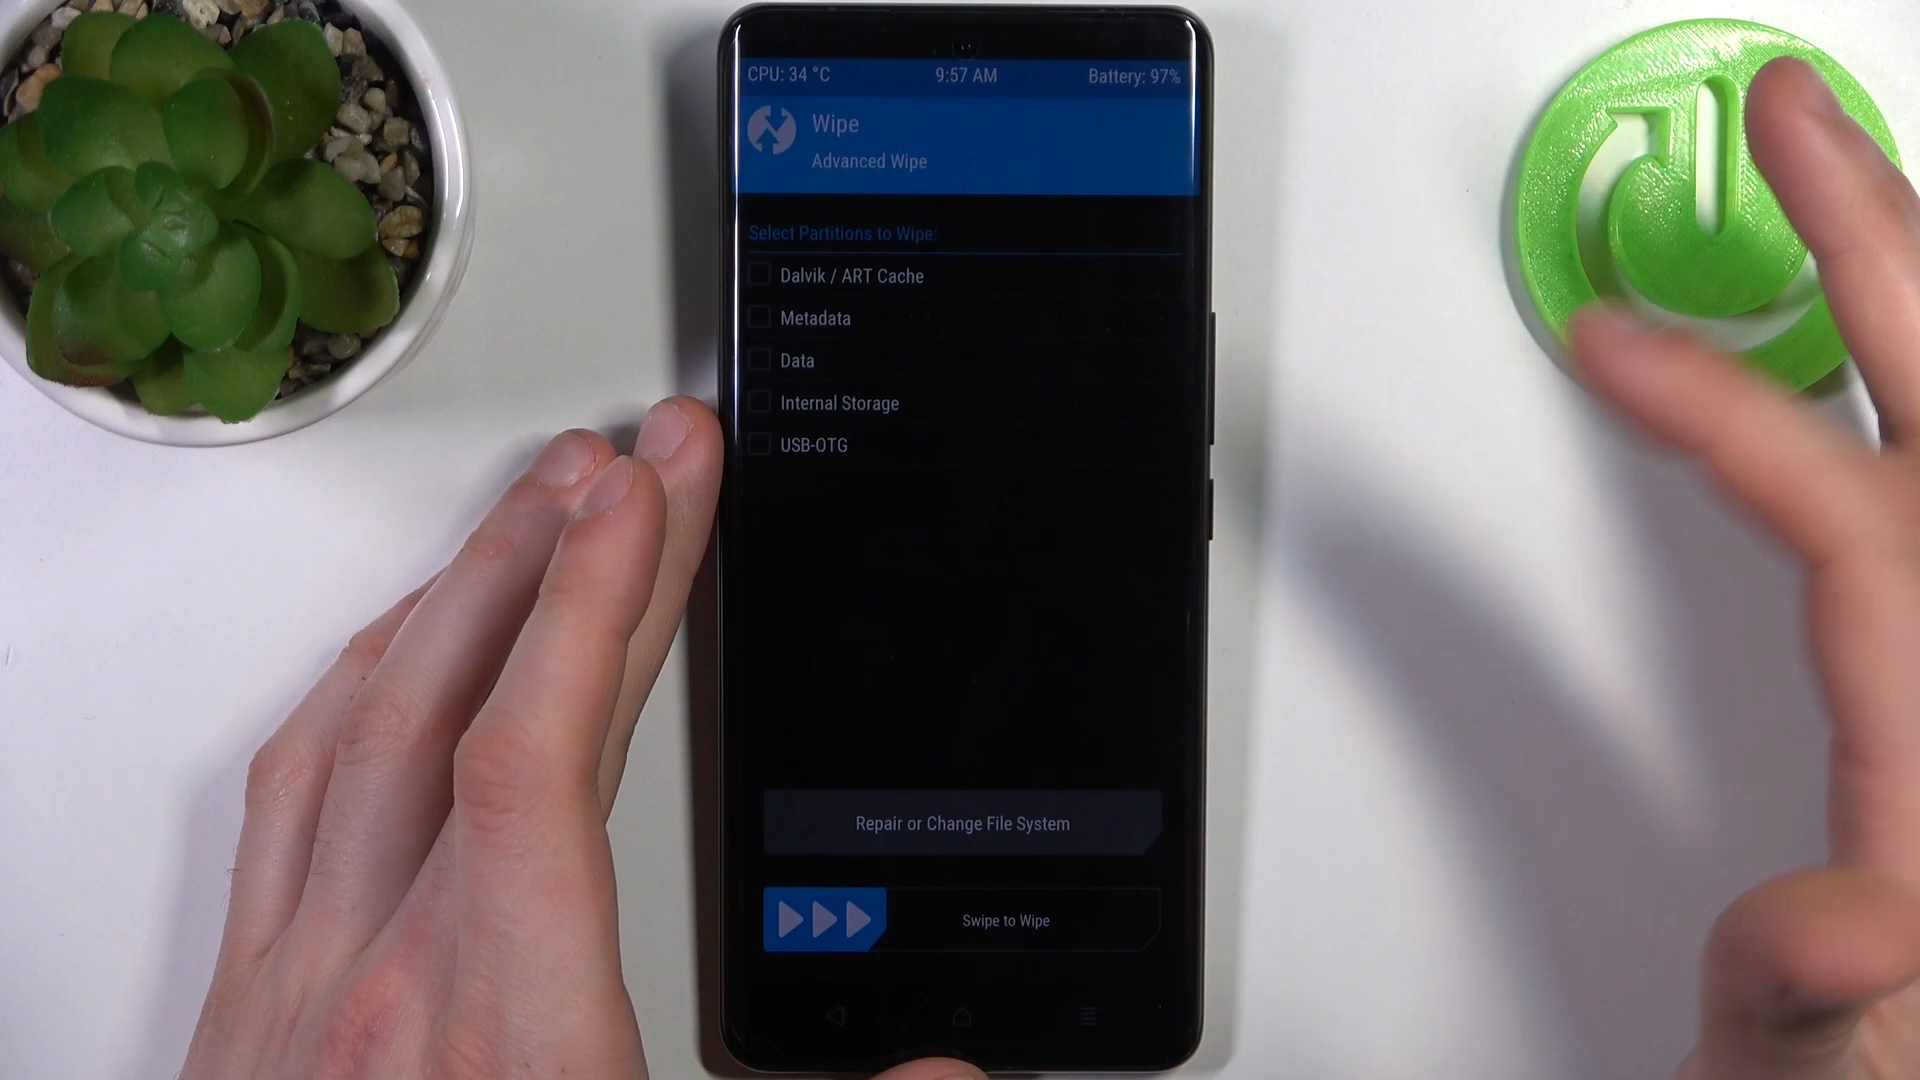 CPU: 34 °C 9:57 AM Battery: 97%
Wipe
Advanced Wipe
Select Partitions to Wipe:
Dalvik / ART Cache
Metadata
Data
Internal Storage
USB-OTG
Repair or Change File System
Swipe to Wipe